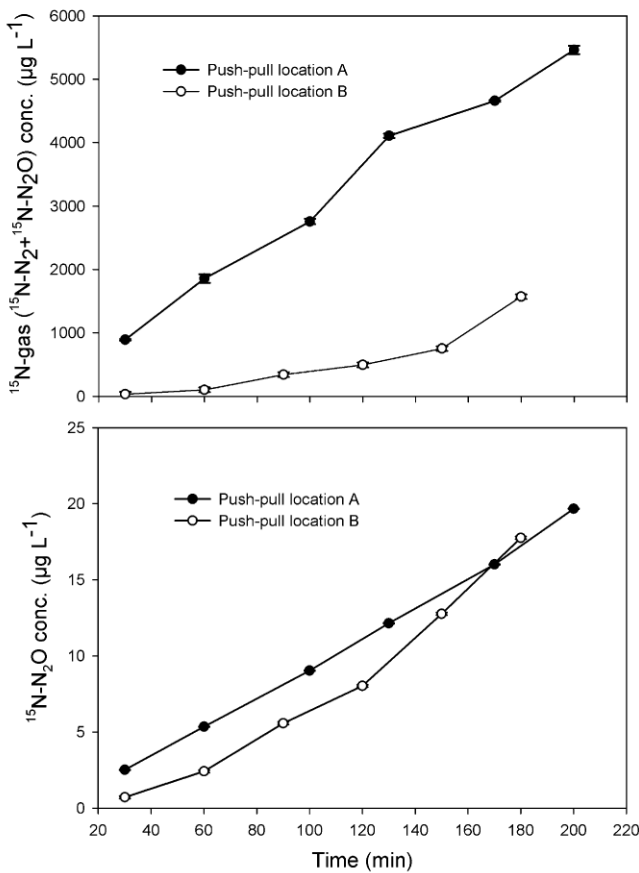 6000
5000
4000
3000
2000
1000
0
¹⁵N-gas (¹⁵N-N₂+¹⁵N-N₂O) conc. (µg L⁻¹)
Push-pull location A
Push-pull location B
25
20
15
10
5
0
¹⁵N-N₂O conc. (µg L⁻¹)
Push-pull location A
Push-pull location B
20 40 60 80 100 120 140 160 180 200 220
Time (min)